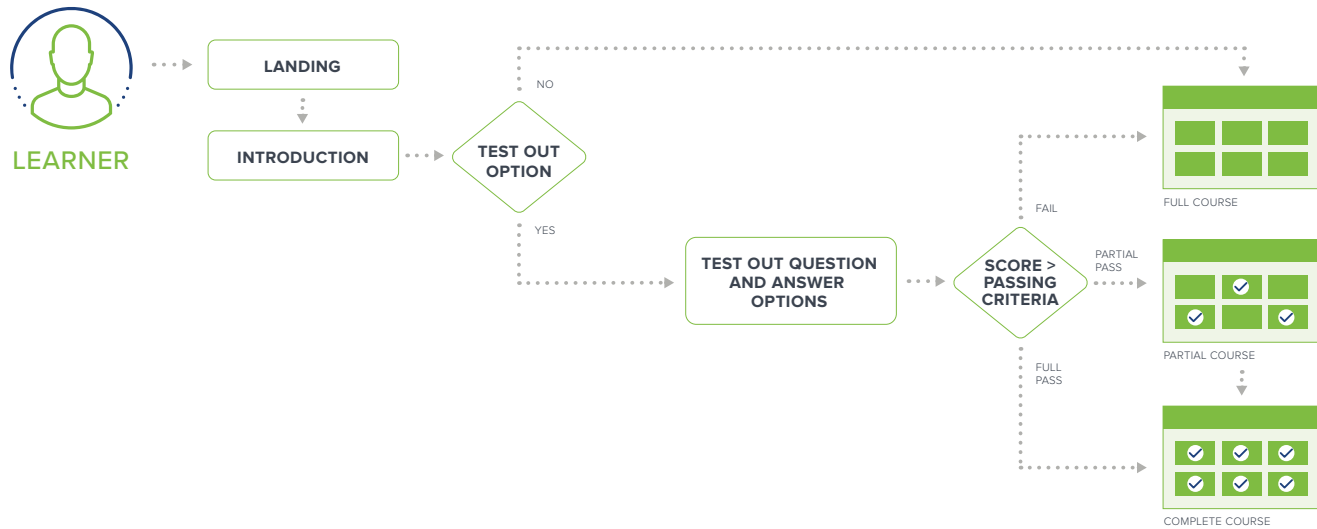 LEARNER
LANDING
INTRODUCTION
TEST OUT
OPTION
NO
YES
TEST OUT QUESTION
AND ANSWER
OPTIONS
SCORE >
PASSING
CRITERIA
FAIL
PARTIAL
PASS
FULL
PASS
FULL COURSE
PARTIAL COURSE
COMPLETE COURSE